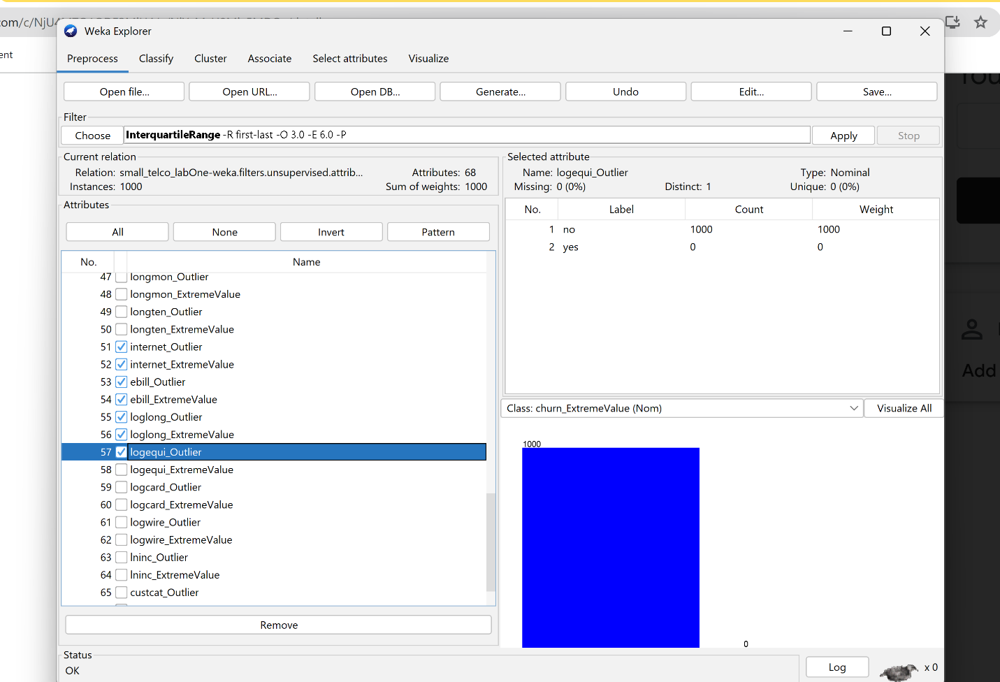 om/c/NjU4
ent
Weka Explorer
Preprocess Classify Cluster Associate Select attributes Visualize
Open file... Open URL... Open DB... Generate... Undo Edit... Save...
Filter
Choose InterquartileRange -R first-last -O 3.0 -E 6.0 -P Apply Stop
Current relation
Relation: small_telco_labOne-weka.filters.unsupervised.attrib... Attributes: 68
Instances: 1000 Sum of weights: 1000
Attributes
All None Invert Pattern
No. Name
47 longmon_Outlier
48 longmon_ExtremeValue
49 longten_Outlier
50 longten_ExtremeValue
51 internet_Outlier
52 internet_ExtremeValue
53 ebill_Outlier
54 ebill_ExtremeValue
55 loglong_Outlier
56 loglong_ExtremeValue
57 logequi_Outlier
58 logequi_ExtremeValue
59 logcard_Outlier
60 logcard_ExtremeValue
61 logwire_Outlier
62 logwire_ExtremeValue
63 lninc_Outlier
64 lninc_ExtremeValue
65 custcat_Outlier
Remove
Selected attribute
Name: logequi_Outlier Type: Nominal
Missing: 0 (0%) Distinct: 1 Unique: 0 (0%)
No. Label Count Weight
1 no 1000 1000
2 yes 0 0
Class: churn_ExtremeValue (Nom) Visualize All
1000
0
Status
OK
Log x 0
You
Add